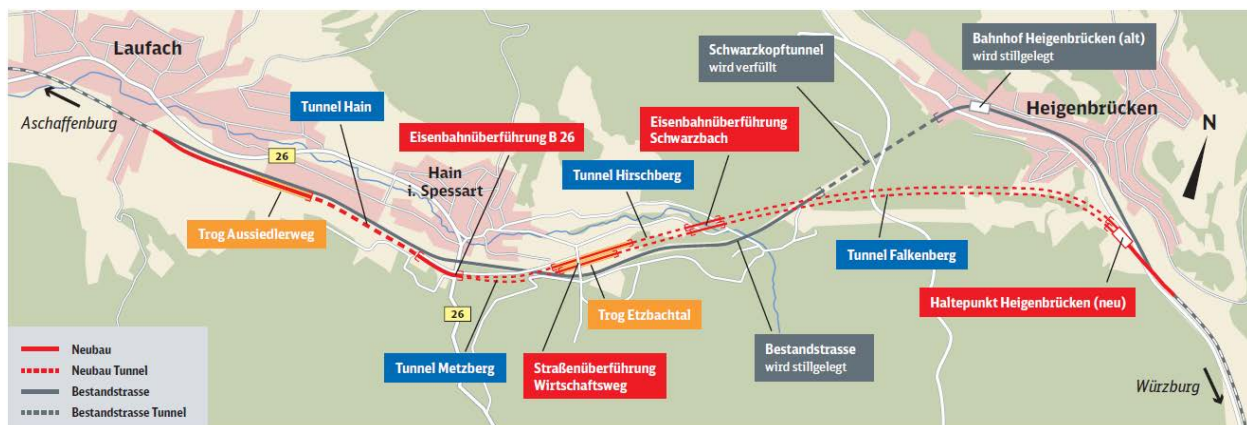 Laufach
Aschaffenburg
26
Tunnel Hain
Trog Aussiedlerweg
Eisenbahnüberführung B 26
Hain
i. Spessart
26
Tunnel Metzberg
Tunnel Hirschberg
Trog Etzbachtal
Straßenüberführung
Wirtschaftsweg
Eisenbahnüberführung
Schwarzbach
Schwarzkopftunnel
wird verfüllt
Bestandstrasse
wird stillgelegt
Tunnel Falkenberg
Bahnhof Heigenbrücken (alt)
wird stillgelegt
Heigenbrücken
N
Haltepunkt Heigenbrücken (neu)
Würzburg
Neubau
Neubau Tunnel
Bestandstrasse
Bestandstrasse Tunnel